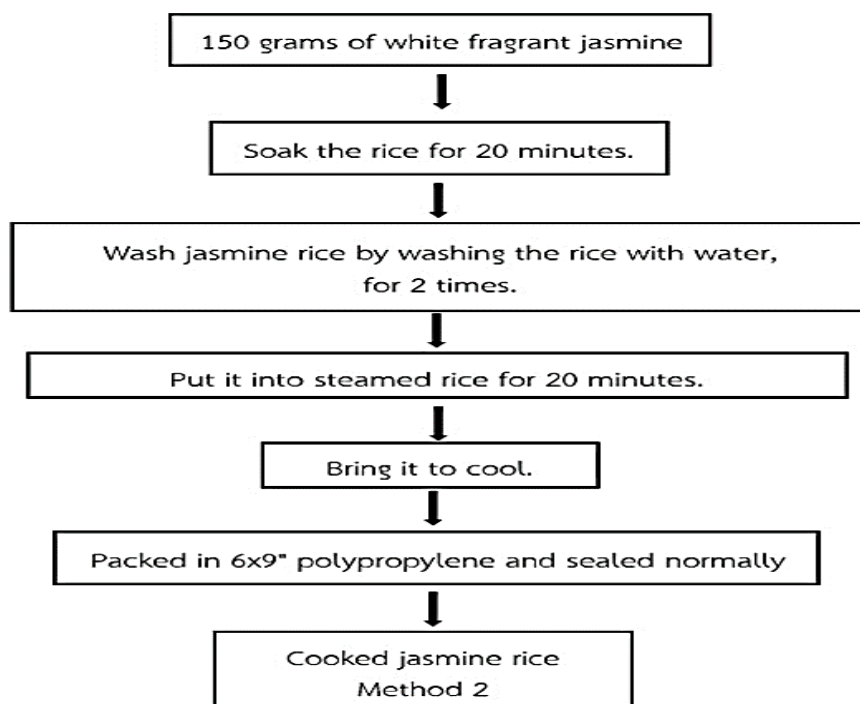 150 grams of white fragrant jasmine
Soak the rice for 20 minutes.
Wash jasmine rice by washing the rice with water,
for 2 times.
Put it into steamed rice for 20 minutes.
Bring it to cool.
Packed in 6x9" polypropylene and sealed normally
Cooked jasmine rice
Method 2